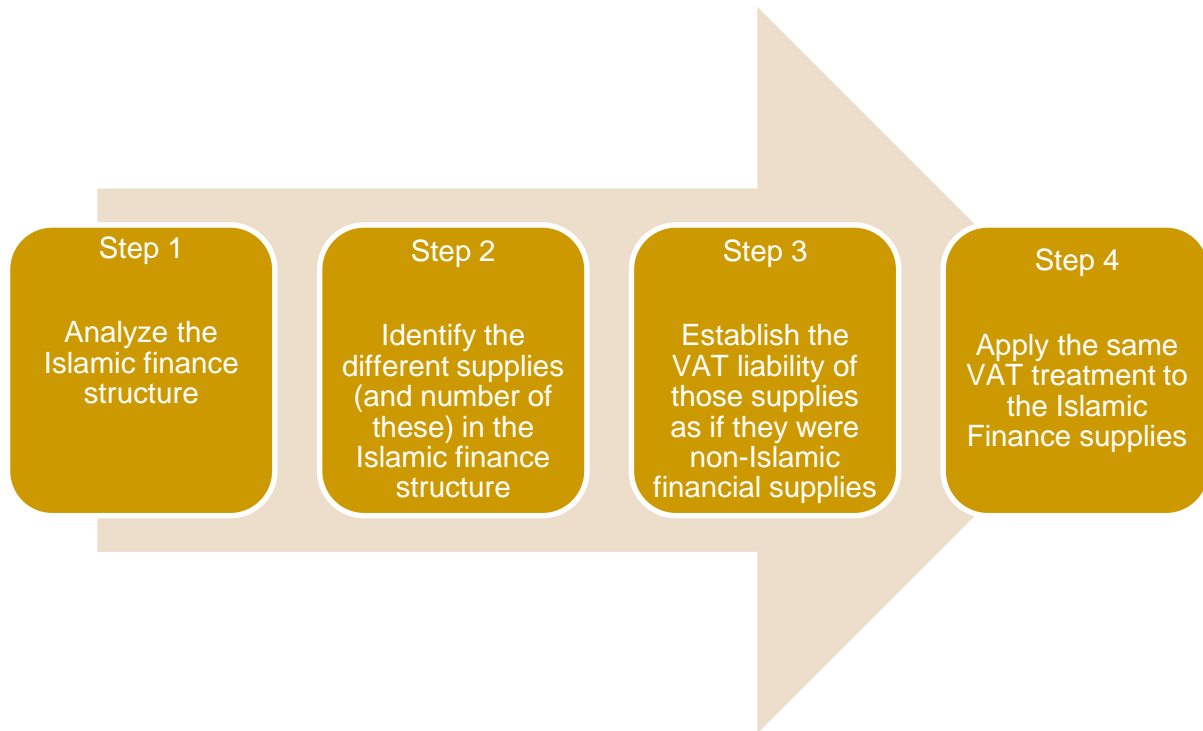 Step 1
Analyze the
Islamic finance
structure
Step 2
Identify the
different supplies
(and number of
these) in the
Islamic finance
structure
Step 3
Establish the
VAT liability of
those supplies
as if they were
non-Islamic
financial supplies
Step 4
Apply the same
VAT treatment to
the Islamic
Finance supplies